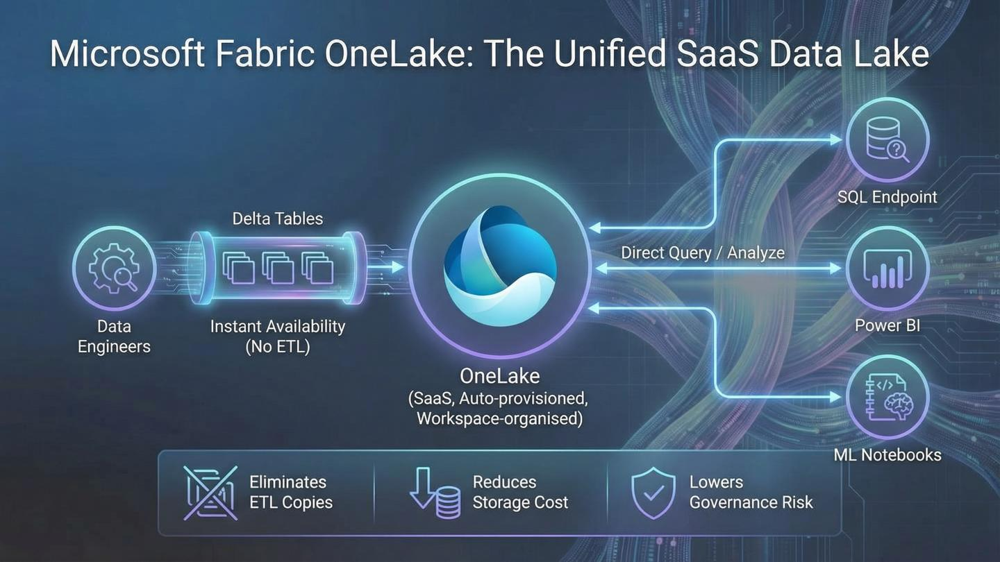 Microsoft Fabric OneLake: The Unified SaaS Data Lake
Delta Tables
Data
Engineers
Instant Availability
(No ETL)
OneLake
(SaaS, Auto-provisioned,
Workspace-organised)
Direct Query / Analyze
?
SQL Endpoint
Power BI
</>
ML Notebooks
Eliminates
ETL Copies
Reduces
Storage Cost
Lowers
Governance Risk